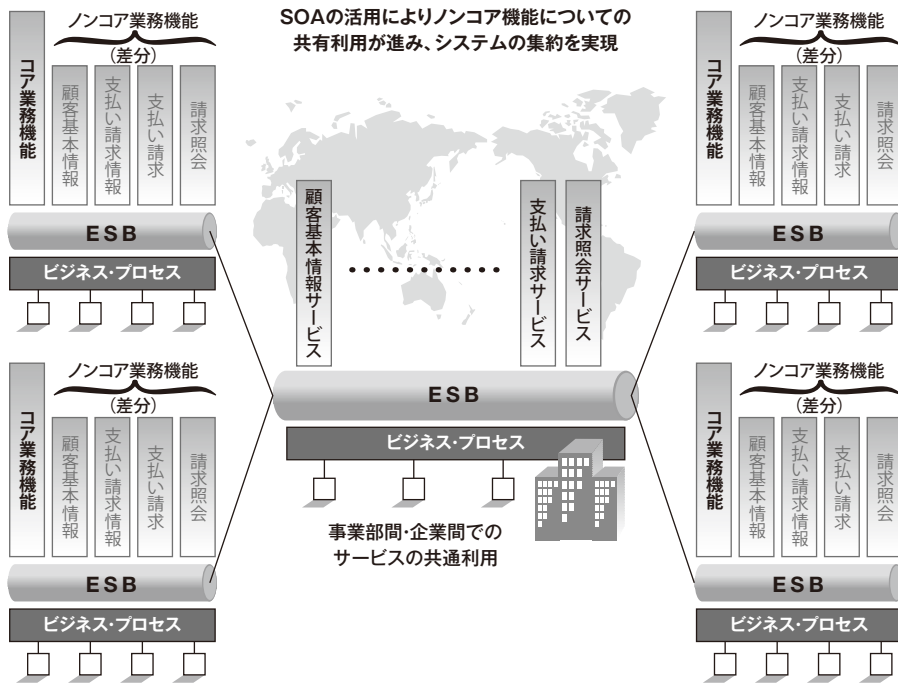 SOAの活用によりノンコア機能についての
共有利用が進み、システムの集約を実現
ノンコア業務機能
(差分)
コア業務機能
顧客基本情報
支払い請求情報
支払い請求
請求照会
ESB
ビジネス・プロセス
ノンコア業務機能
(差分)
コア業務機能
顧客基本情報
支払い請求情報
支払い請求
請求照会
ESB
ビジネス・プロセス
顧客基本情報サービス
支払い請求サービス
請求照会サービス
ESB
ビジネス・プロセス
事業部間・企業間での
サービスの共通利用
ノンコア業務機能
(差分)
コア業務機能
顧客基本情報
支払い請求情報
支払い請求
請求照会
ESB
ビジネス・プロセス
ノンコア業務機能
(差分)
コア業務機能
顧客基本情報
支払い請求情報
支払い請求
請求照会
ESB
ビジネス・プロセス